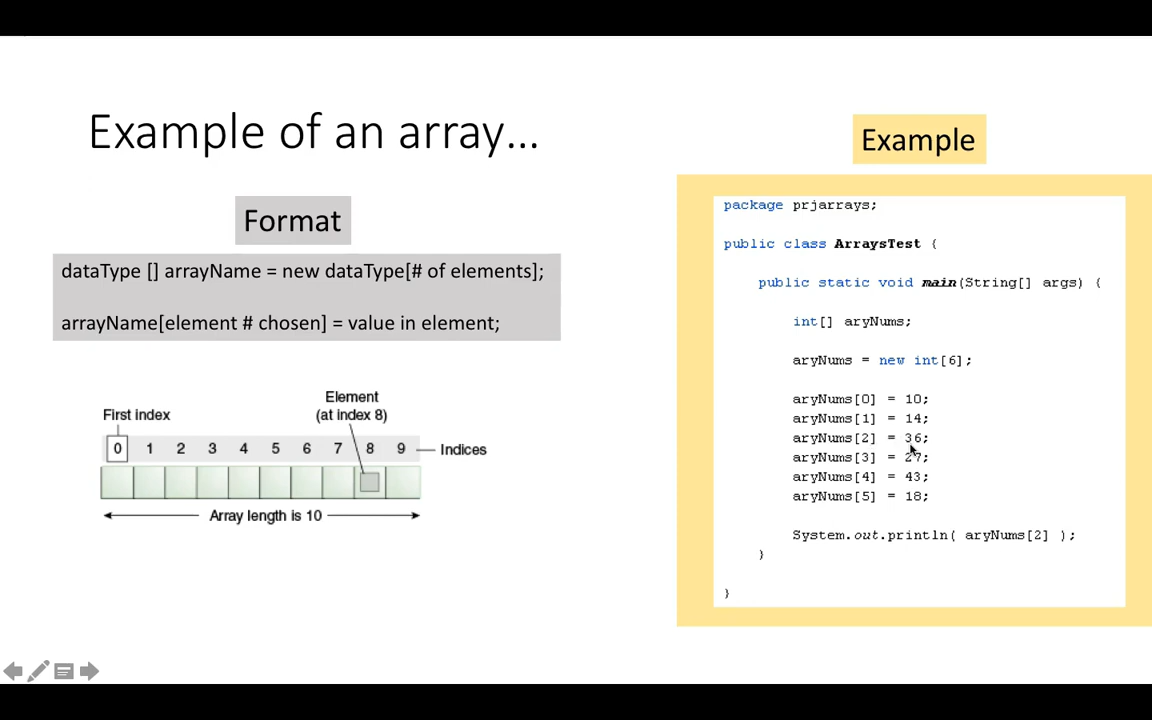 Example of an array...
Format
dataType [] arrayName = new dataType[# of elements];
arrayName[element # chosen] = value in element;
Element
(at index 8)
First index
0 1 2 3 4 5 6 7 8 9 Indices
Array length is 10
Example
package prjarrays;
public class ArraysTest {
public static void main(String[] args) {
int[] aryNums;
aryNums = new int[6];
aryNums[0] = 10;
aryNums[1] = 14;
aryNums[2] = 36;
aryNums[3] = 27;
aryNums[4] = 43;
aryNums[5] = 18;
System.out.println( aryNums[2] );
}
}